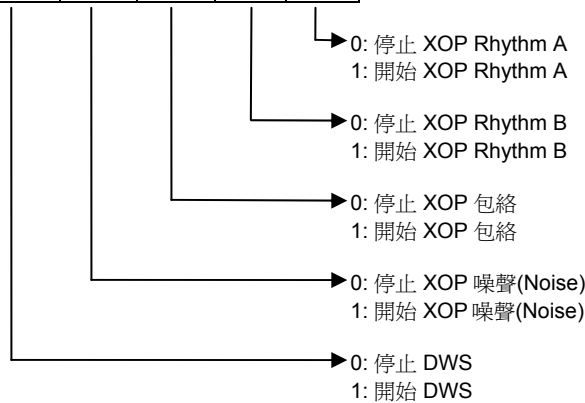 0: 停止 XOP Rhythm A
1: 開始 XOP Rhythm A
0: 停止 XOP Rhythm B
1: 開始 XOP Rhythm B
0: 停止 XOP 包絡
1: 開始 XOP 包絡
0: 停止 XOP 噪聲(Noise)
1: 開始 XOP 噪聲(Noise)
0: 停止 DWS
1: 開始 DWS